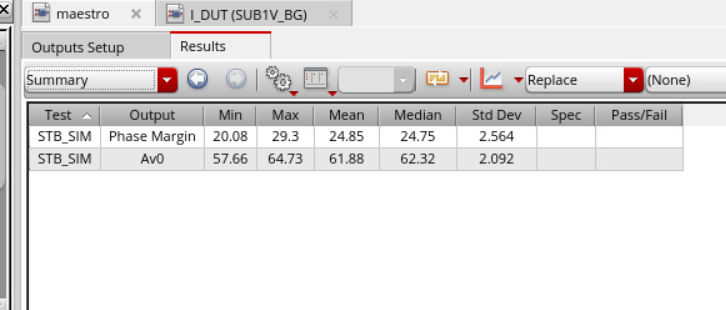 maestro I_DUT (SUB1V_BG)
Outputs Setup Results
Summary Replace (None)
Test Output Min Max Mean Median Std Dev Spec Pass/Fail
STB_SIM Phase Margin 20.08 29.3 24.85 24.75 2.564
STB_SIM Av0 57.66 64.73 61.88 62.32 2.092